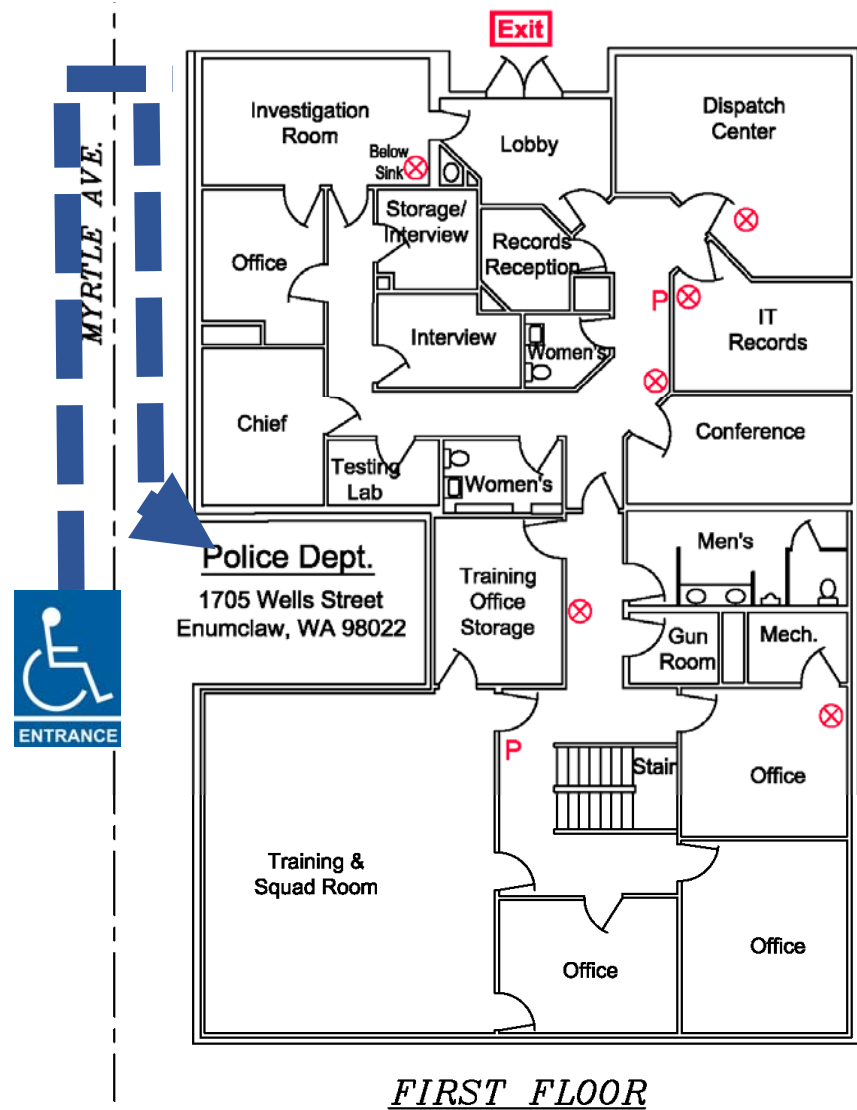 Exit
Investigation
Room
Lobby
Dispatch
Center
Below
Sink
MYRTLE AVE.
Storage/
Interview
Office
Records
Reception
P
IT
Records
Interview
Women's
Chief
Conference
Testing
Lab
Women's
Men's
Police Dept.
1705 Wells Street
Enumclaw, WA 98022
Training
Office
Storage
Gun
Room
Mech.
ENTRANCE
P
Stair
Office
Training &
Squad Room
Office
Office
FIRST FLOOR